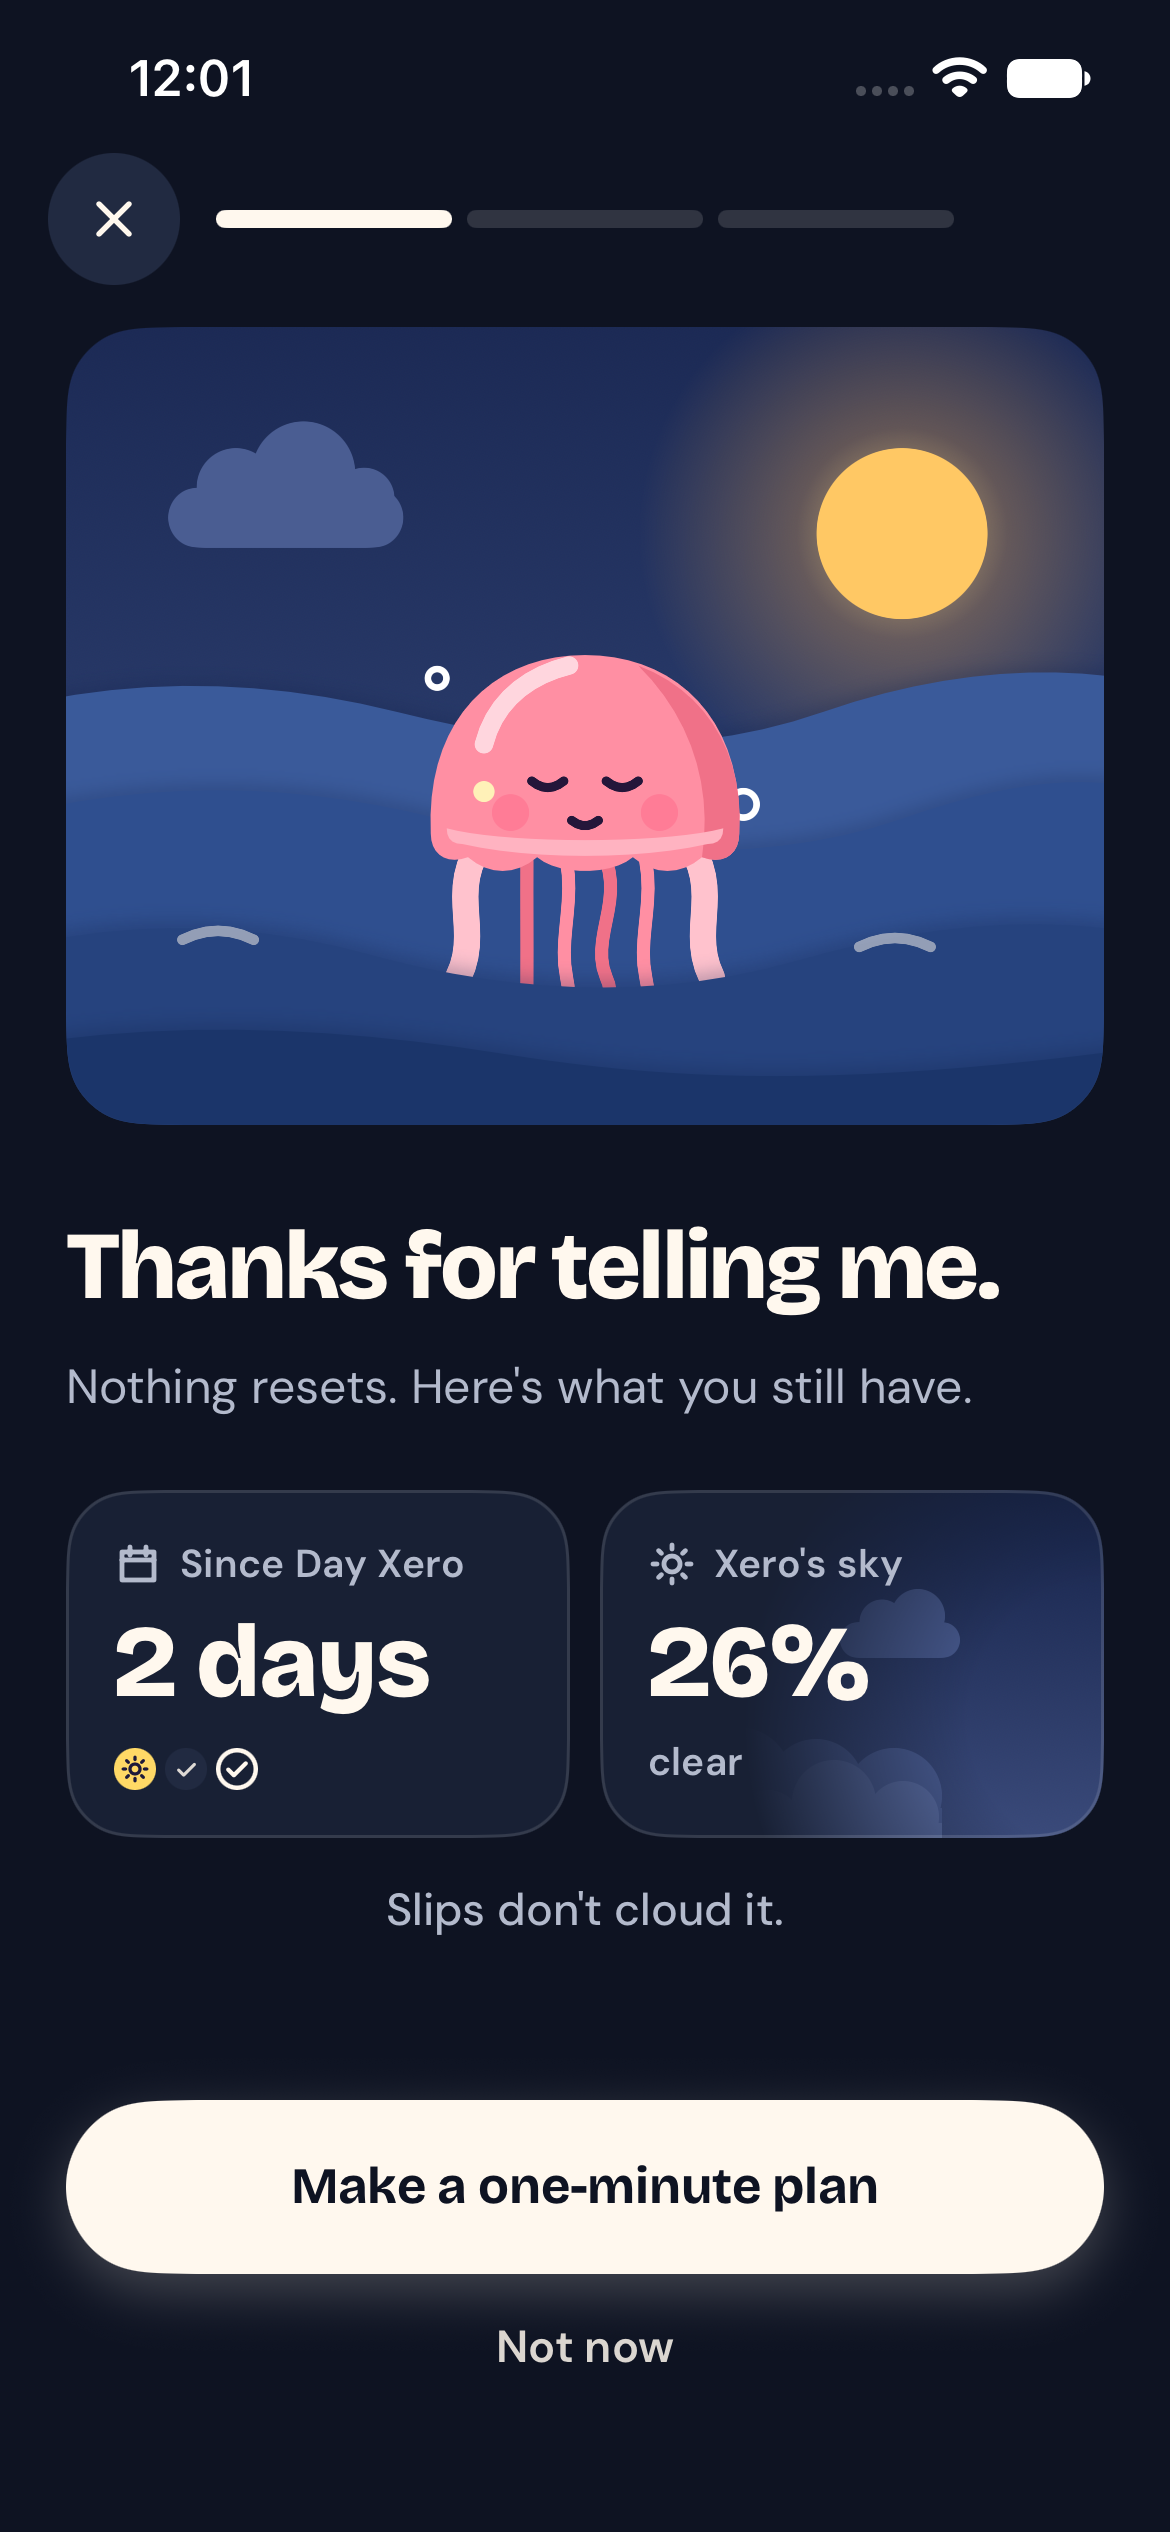 12:01
Thanks for telling me.
Nothing resets. Here's what you still have.
Since Day Xero
2 days
Xero's sky
26%
clear
Slips don't cloud it.
Make a one-minute plan
Not now